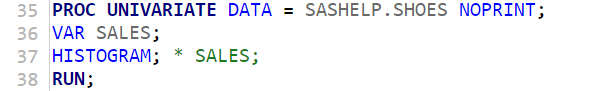 35 PROC UNIVARIATE DATA = SASHELP.SHOES NOPRINT;
36 VAR SALES;
37 HISTOGRAM; * SALES;
38 RUN;